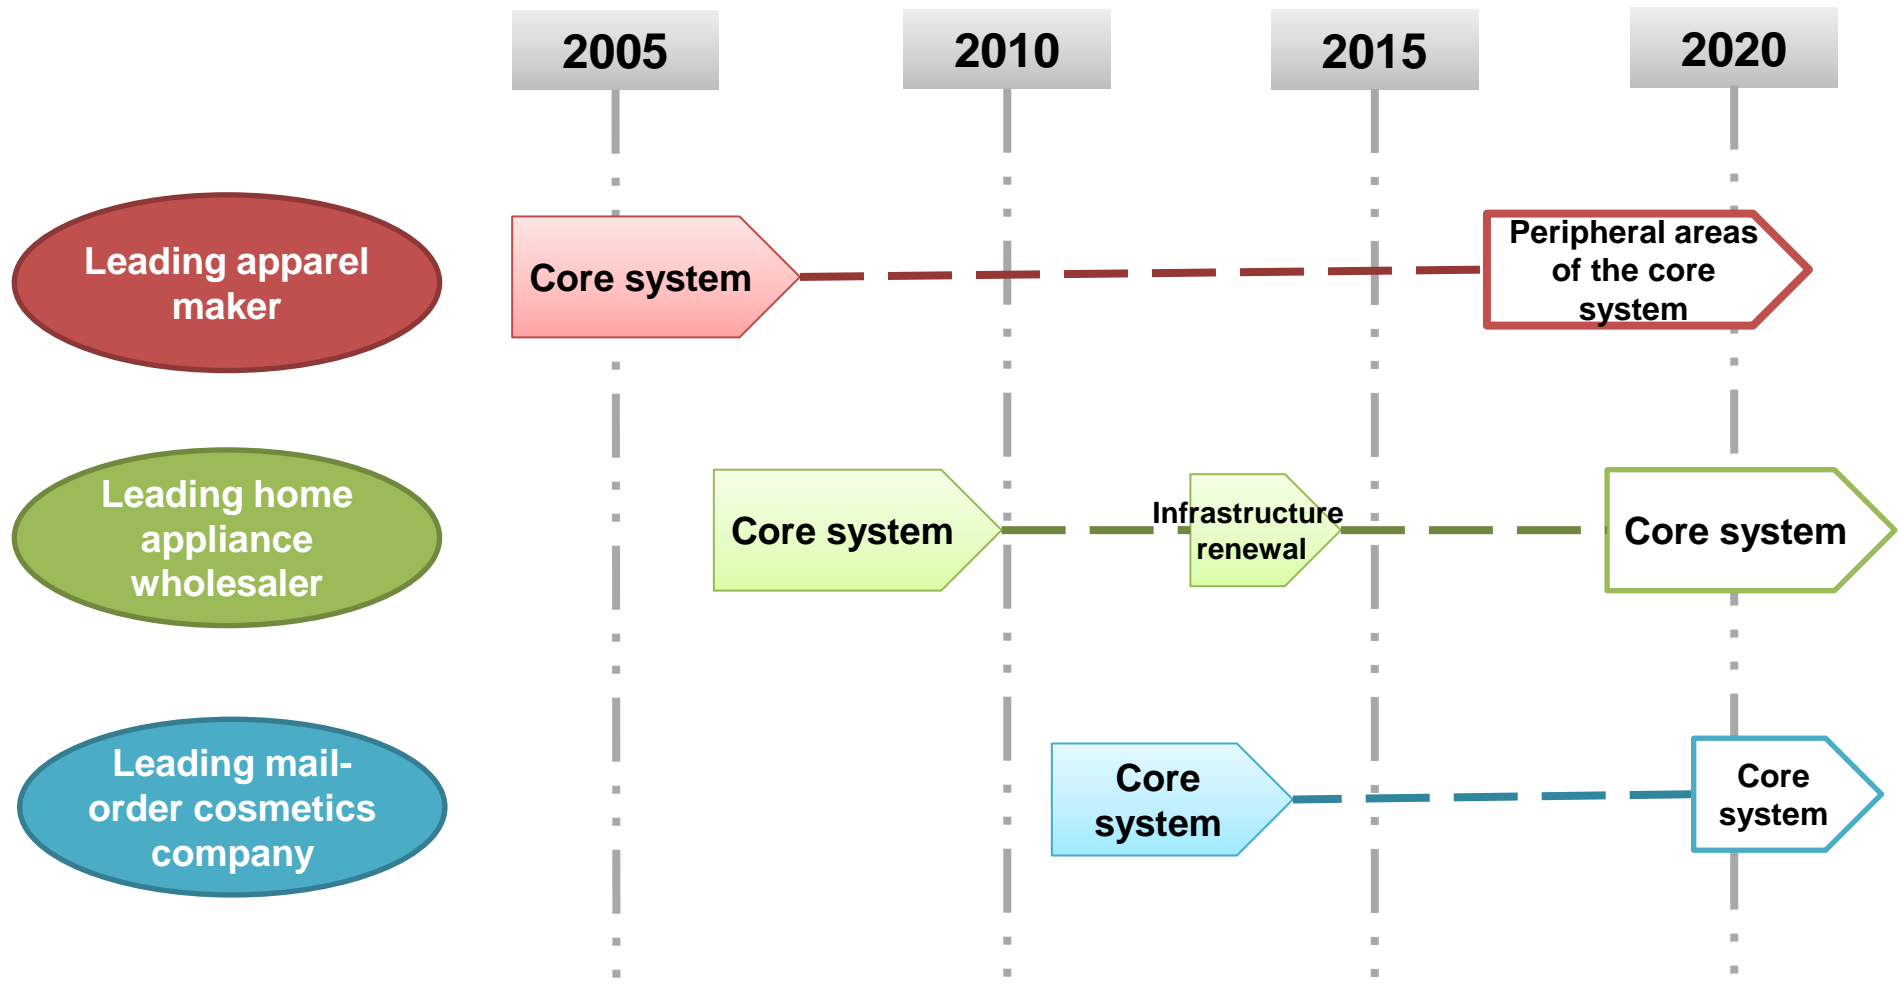 2005
2010
2015
2020
Leading apparel
maker
Core system
Peripheral areas
of the core
system
Leading home
appliance
wholesaler
Core system
Infrastructure
renewal
Core system
Leading mail-
order cosmetics
company
Core
system
Core
system